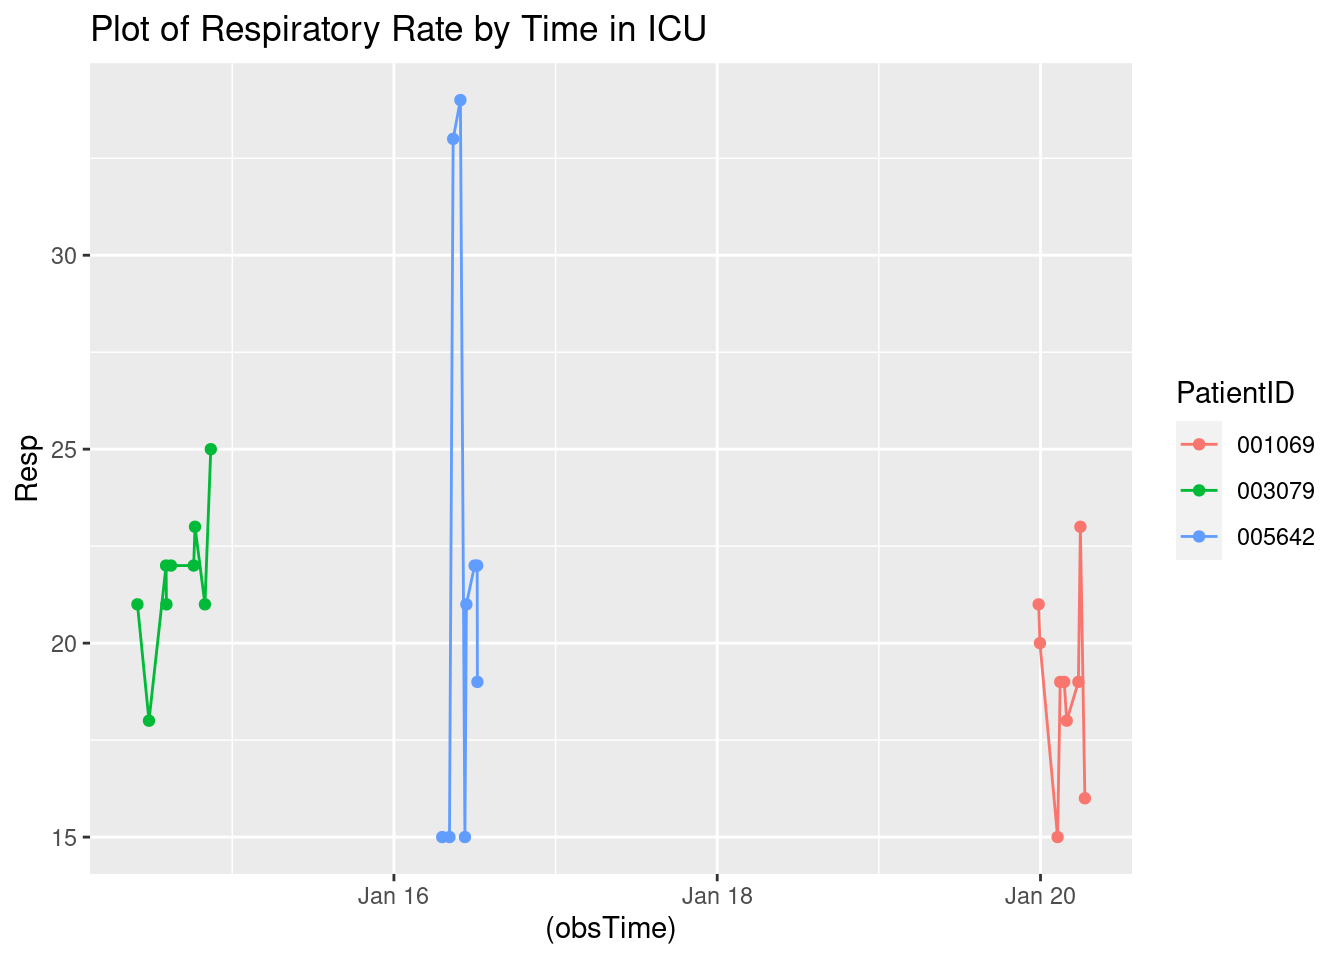 Plot of Respiratory Rate by Time in ICU
Resp
30
25
20
15
Jan 16
Jan 18
Jan 20
(obsTime)
PatientID
001069
003079
005642